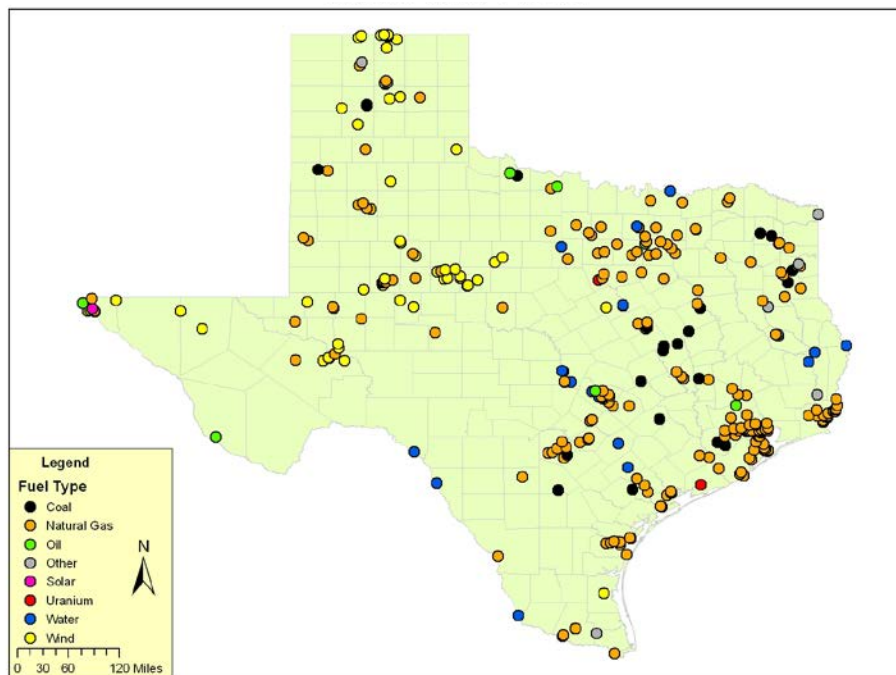 Legend
Fuel Type
Coal
Natural Gas
Oil
Other
Solar
Uranium
Water
Wind
N
0 30 60 120 Miles